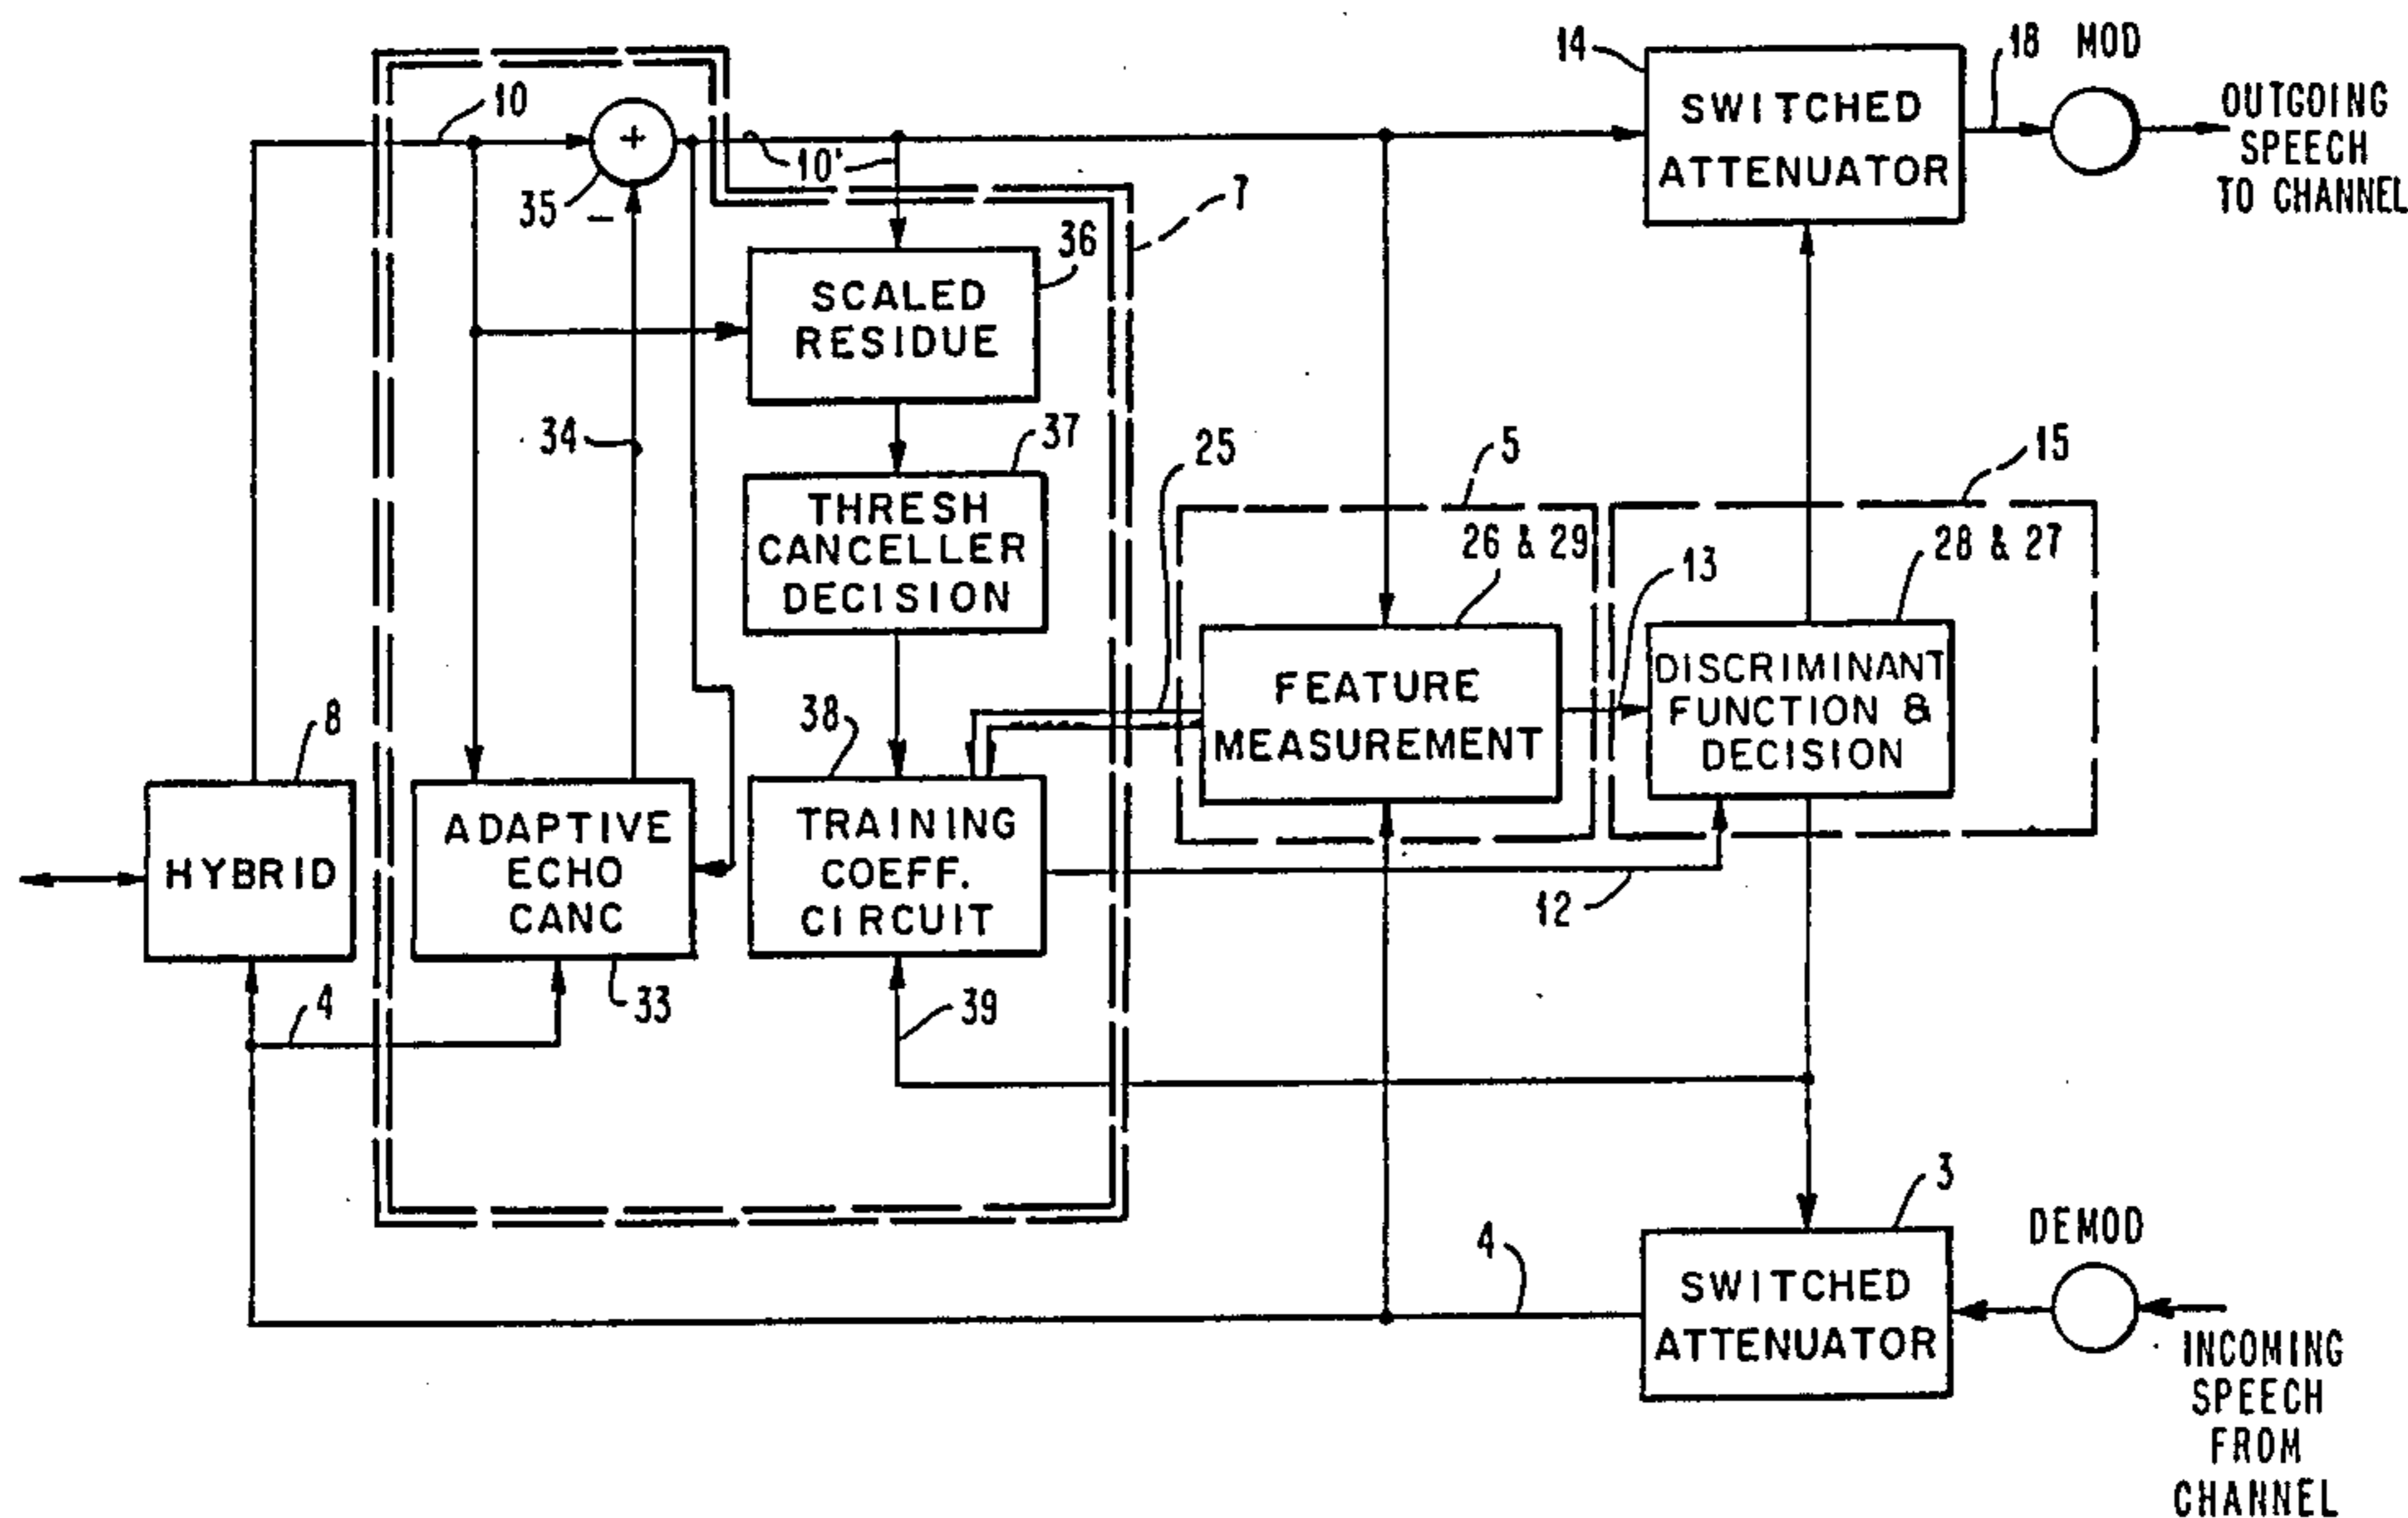 14
18 MOD
OUTGOING
SPEECH
TO CHANNEL
SWITCHED
ATTENUATOR
10
+
35
−
10'
7
36
SCALED
RESIDUE
34
37
THRESH
CANCELLER
DECISION
25
5
15
26 & 29
28 & 27
13
FEATURE
MEASUREMENT
DISCRIMINANT
FUNCTION &
DECISION
8
HYBRID
38
ADAPTIVE
ECHO
CANC
TRAINING
COEFF.
CIRCUIT
12
4
33
39
4
3
DEMOD
SWITCHED
ATTENUATOR
INCOMING
SPEECH
FROM
CHANNEL